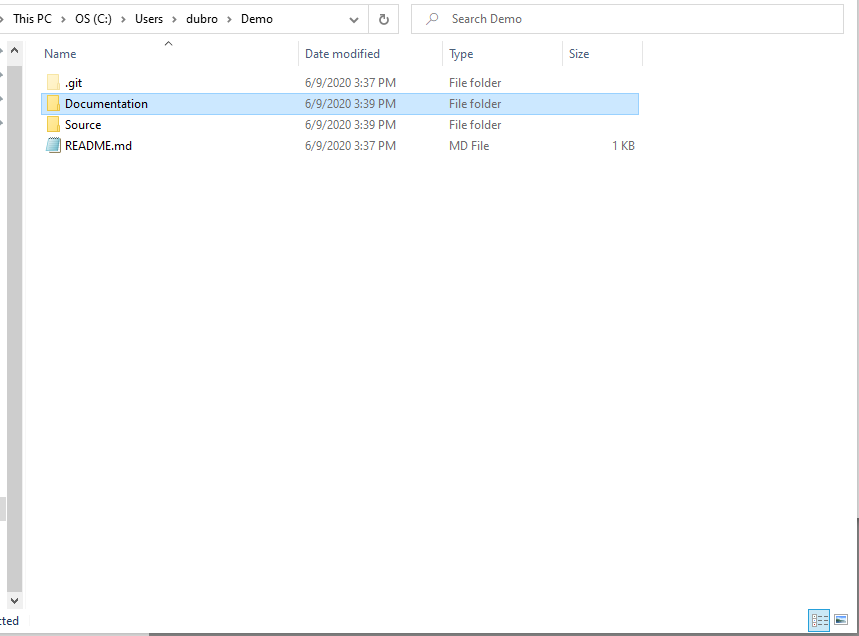 This PC > OS (C:) > Users > dubro > Demo Search Demo
Name Date modified Type Size
.git 6/9/2020 3:37 PM File folder
Documentation 6/9/2020 3:39 PM File folder
Source 6/9/2020 3:39 PM File folder
README.md 6/9/2020 3:37 PM MD File 1 KB
cted